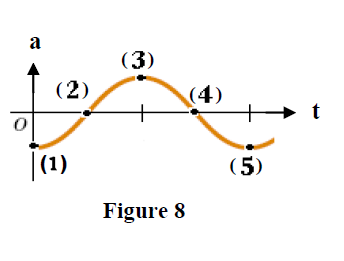 a
(3)
(2)
(4)
t
O
(1)
(5)
Figure 8